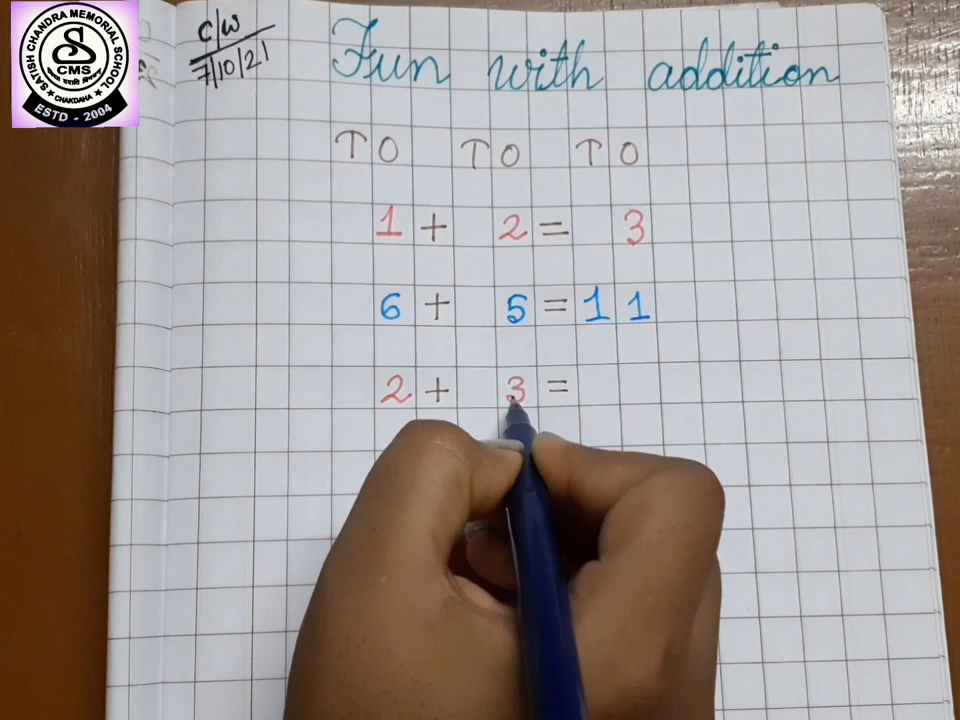 SATISH CHANDRA MEMORIAL SCHOOL
S
CMS
CHAKDAHA
ESTD - 2004
C/W
7/10/21
Fun with addition
T O T O T O
1 + 2 = 3
6 + 5 = 1 1
2 + 3 =